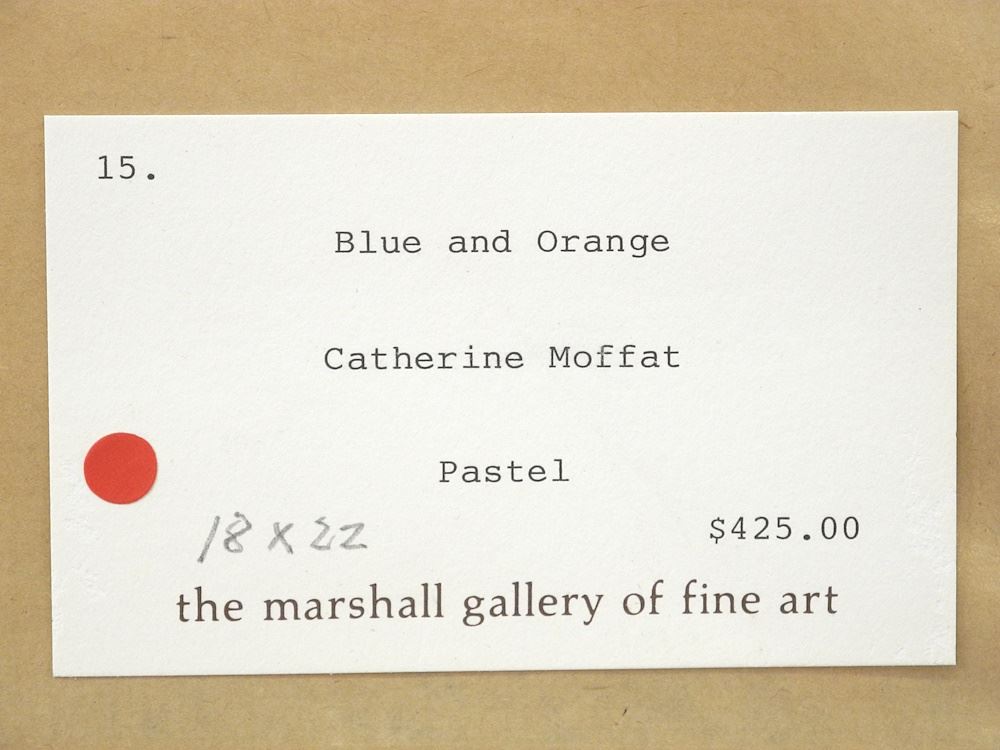 15.
Blue and Orange
Catherine Moffat
Pastel
18 x 22
$425.00
the marshall gallery of fine art